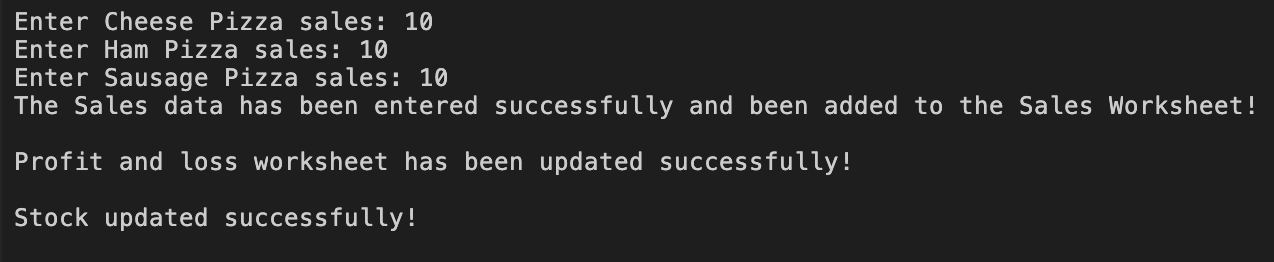 Enter Cheese Pizza sales: 10
Enter Ham Pizza sales: 10
Enter Sausage Pizza sales: 10
The Sales data has been entered successfully and been added to the Sales Worksheet!
Profit and loss worksheet has been updated successfully!
Stock updated successfully!